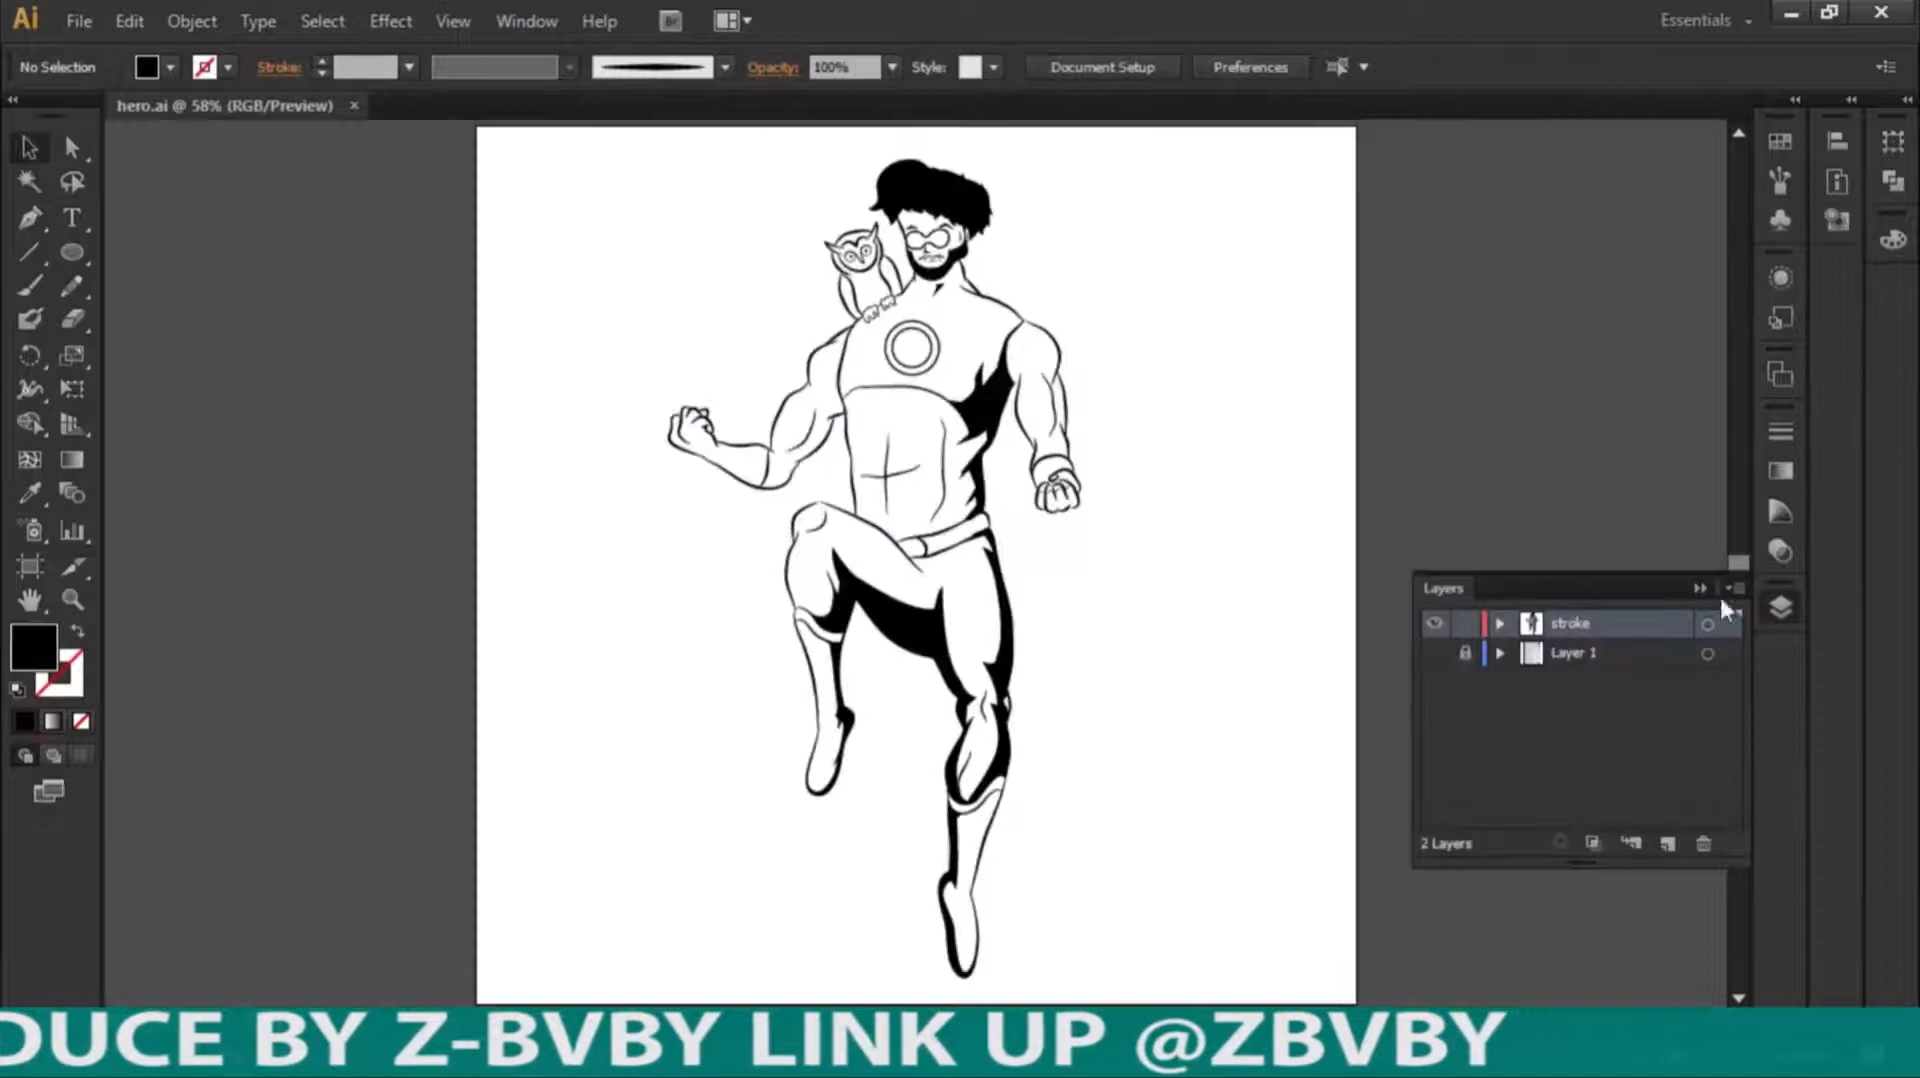 Ai File Edit Object Type Select Effect View Window Help Br Essentials
No Selection Stroke: Opacity: 100% Style: Document Setup Preferences
hero.ai @ 58% (RGB/Preview)
T
Layers
stroke
Layer 1
2 Layers
DUCE BY Z-BVBY LINK UP @ZBVBY